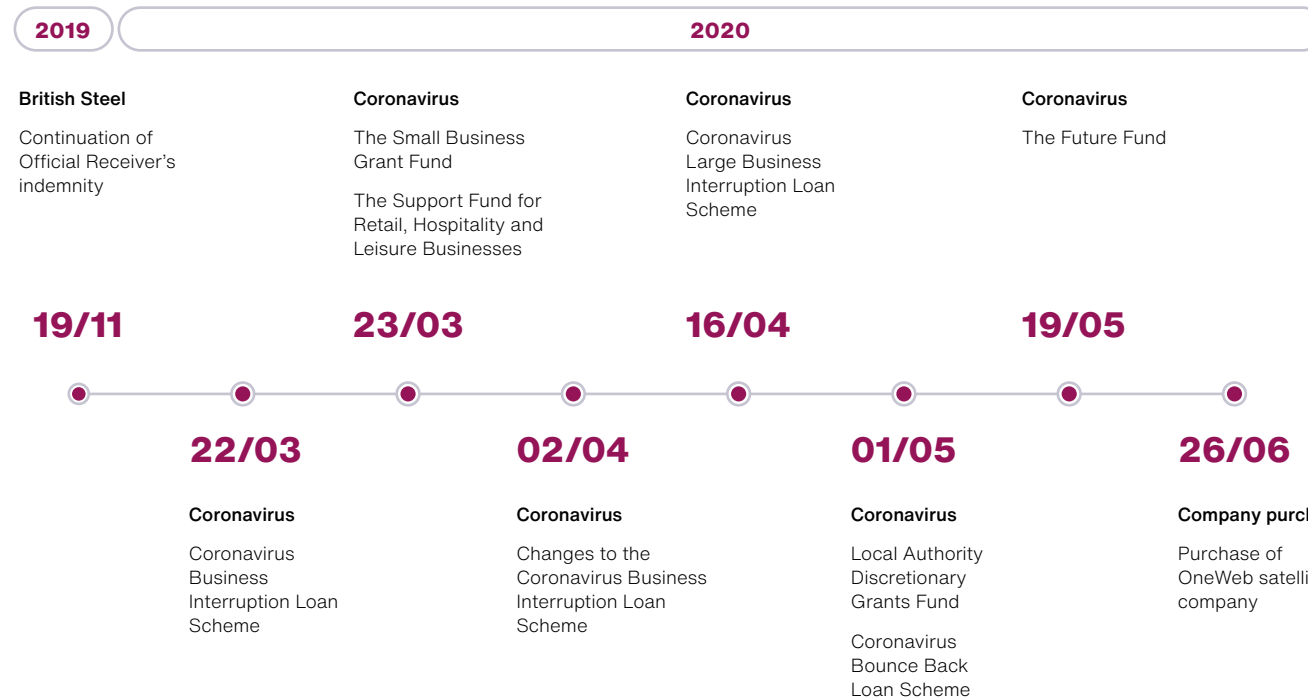 2019
2020
British Steel
Continuation of
Official Receiver's
indemnity
Coronavirus
The Small Business
Grant Fund
The Support Fund for
Retail, Hospitality and
Leisure Businesses
Coronavirus
Coronavirus
Large Business
Interruption Loan
Scheme
Coronavirus
The Future Fund
19/11
23/03
16/04
19/05
22/03
02/04
01/05
26/06
Coronavirus
Coronavirus
Business
Interruption Loan
Scheme
Coronavirus
Changes to the
Coronavirus Business
Interruption Loan
Scheme
Coronavirus
Local Authority
Discretionary
Grants Fund
Coronavirus
Bounce Back
Loan Scheme
Company
Purchase of
OneWeb
company